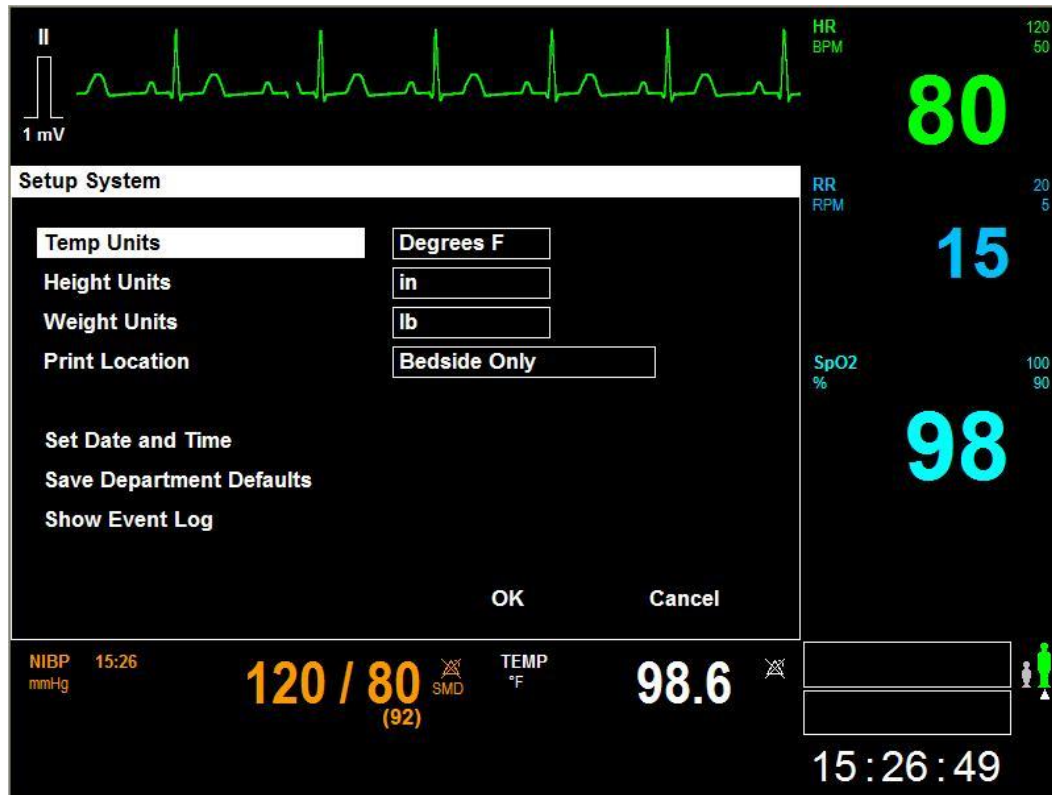 II
1 mV
HR 120
BPM 50
80
Setup System
RR 20
RPM 5
15
Temp Units Degrees F
Height Units in
Weight Units lb
Print Location Bedside Only
SpO2 100
% 90
98
Set Date and Time
Save Department Defaults
Show Event Log
OK Cancel
NIBP 15:26
mmHg
120 / 80
(92)
SMD
TEMP
°F
98.6
15:26:49